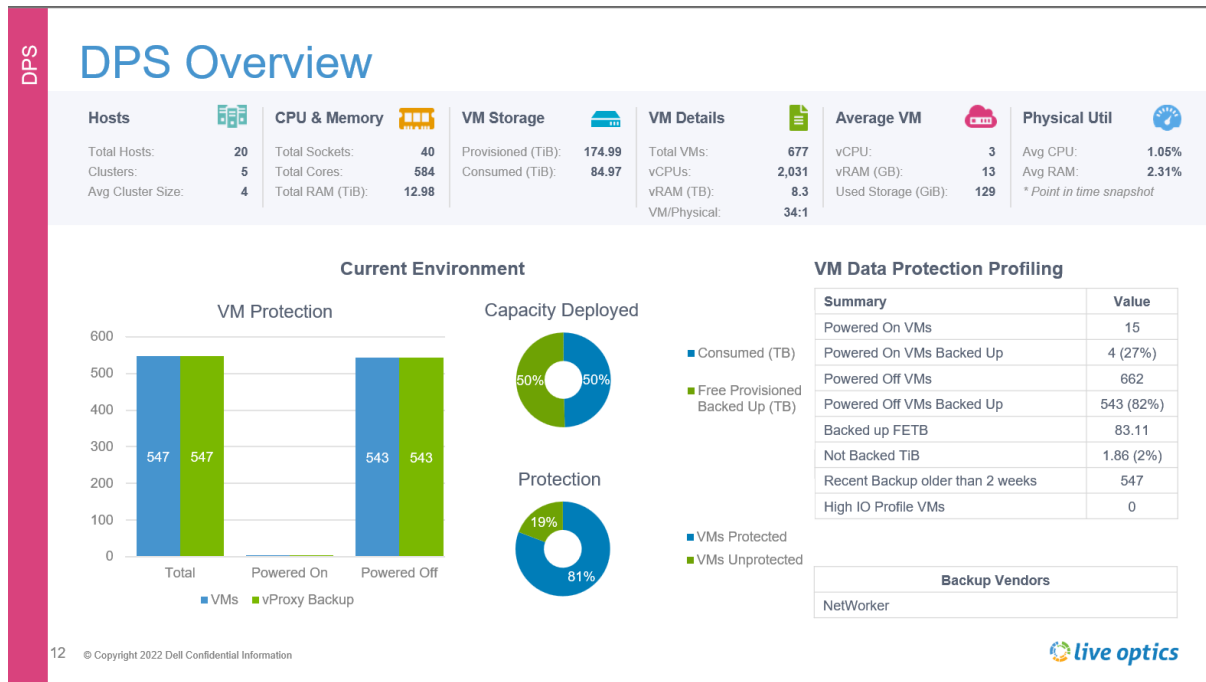 DPS
DPS Overview
Hosts
Total Hosts: 20
Clusters: 5
Avg Cluster Size: 4
CPU & Memory
Total Sockets: 40
Total Cores: 584
Total RAM (TiB): 12.98
VM Storage
Provisioned (TiB): 174.99
Consumed (TiB): 84.97
VM Details
Total VMs: 677
vCPUs: 2,031
vRAM (TB): 8.3
VM/Physical: 34:1
Average VM
vCPU: 3
vRAM (GB): 13
Used Storage (GiB): 129
Physical Util
Avg CPU: 1.05%
Avg RAM: 2.31%
* Point in time snapshot
Current Environment
VM Protection
600
500
400
300
200
100
0
547 547
543 543
Total Powered On Powered Off
VMs vProxy Backup
Capacity Deployed
50% 50%
Consumed (TB)
Free Provisioned
Backed Up (TB)
Protection
19%
81%
VMs Protected
VMs Unprotected
VM Data Protection Profiling
Summary Value
Powered On VMs 15
Powered On VMs Backed Up 4 (27%)
Powered Off VMs 662
Powered Off VMs Backed Up 543 (82%)
Backed up FETB 83.11
Not Backed TiB 1.86 (2%)
Recent Backup older than 2 weeks 547
High IO Profile VMs 0
Backup Vendors
NetWorker
12 © Copyright 2022 Dell Confidential Information
live optics